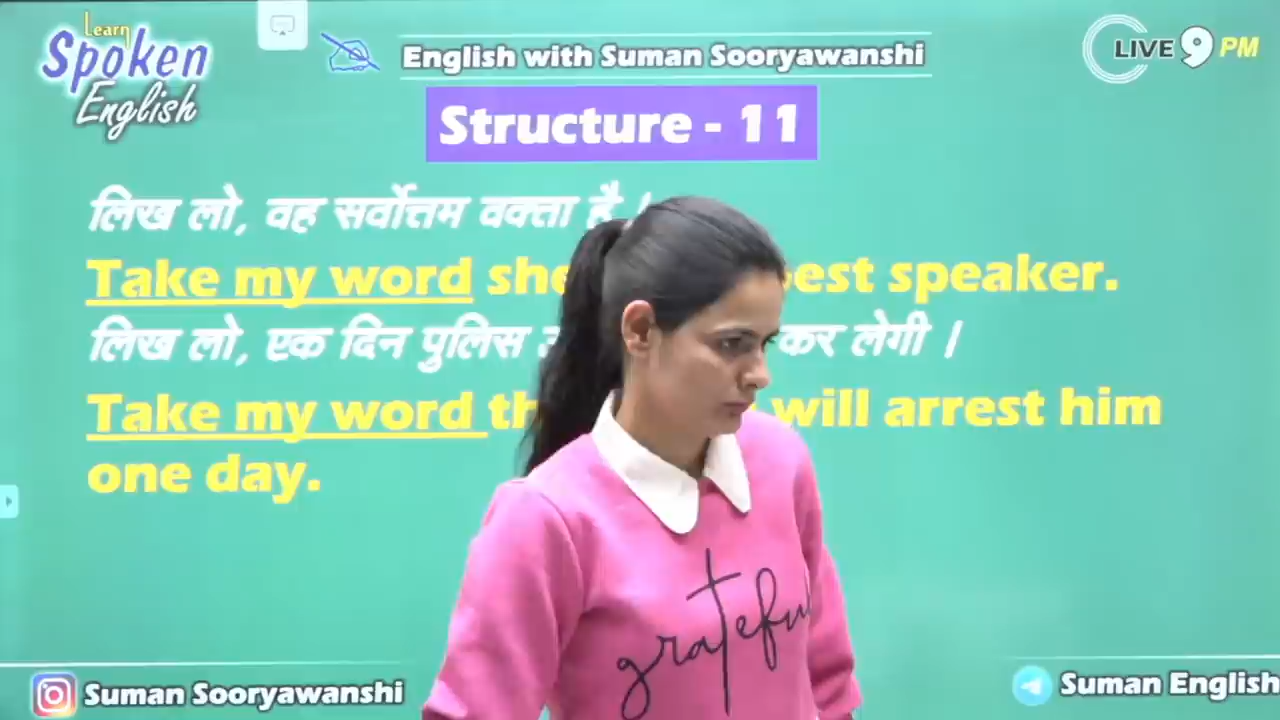 Learn
Spoken
English
English with Suman Sooryawanshi
LIVE 9 PM
Structure - 11
लिख लो, वह सर्वोत्तम वक्ता है ।
Take my word she best speaker.
लिख लो, एक दिन पुलिस कर लेगी ।
Take my word will arrest him
one day.
grateful
Suman Sooryawanshi
Suman English